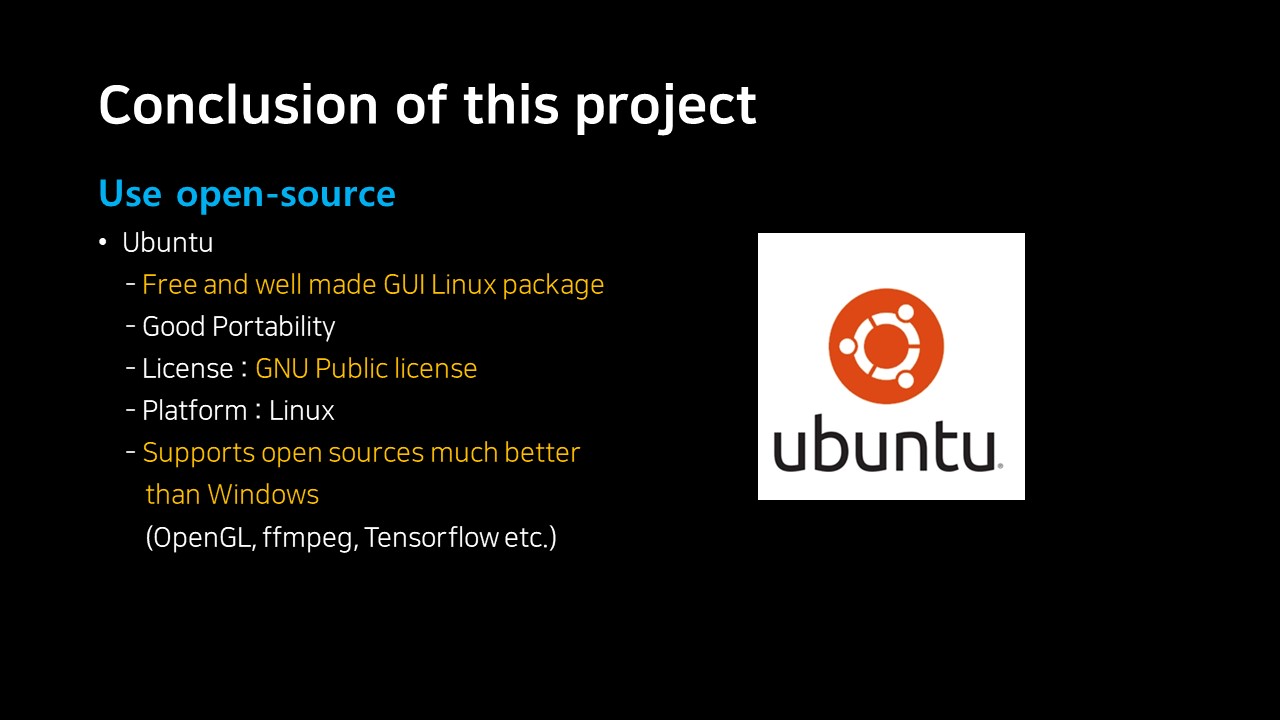 Conclusion of this project
Use open-source
• Ubuntu
- Free and well made GUI Linux package
- Good Portability
- License : GNU Public license
- Platform : Linux
- Supports open sources much better
than Windows
(OpenGL, ffmpeg, Tensorflow etc.)
ubuntu®